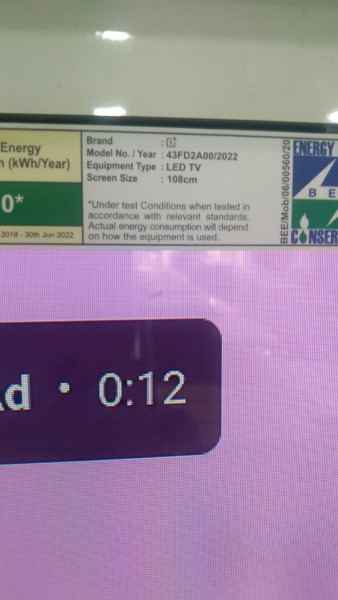 Energy
(kWh/Year)
0*
2019 - 30th Jun 2022
Brand :
Model No. / Year : 43FD2A00/2022
Equipment Type : LED TV
Screen Size : 108cm
*Under test Conditions when tested in
accordance with relevant standards.
Actual energy consumption will depend
on how the equipment is used.
BEE/Mob/06/00560/20
ENERGY
B E
CONSER
Ad • 0:12